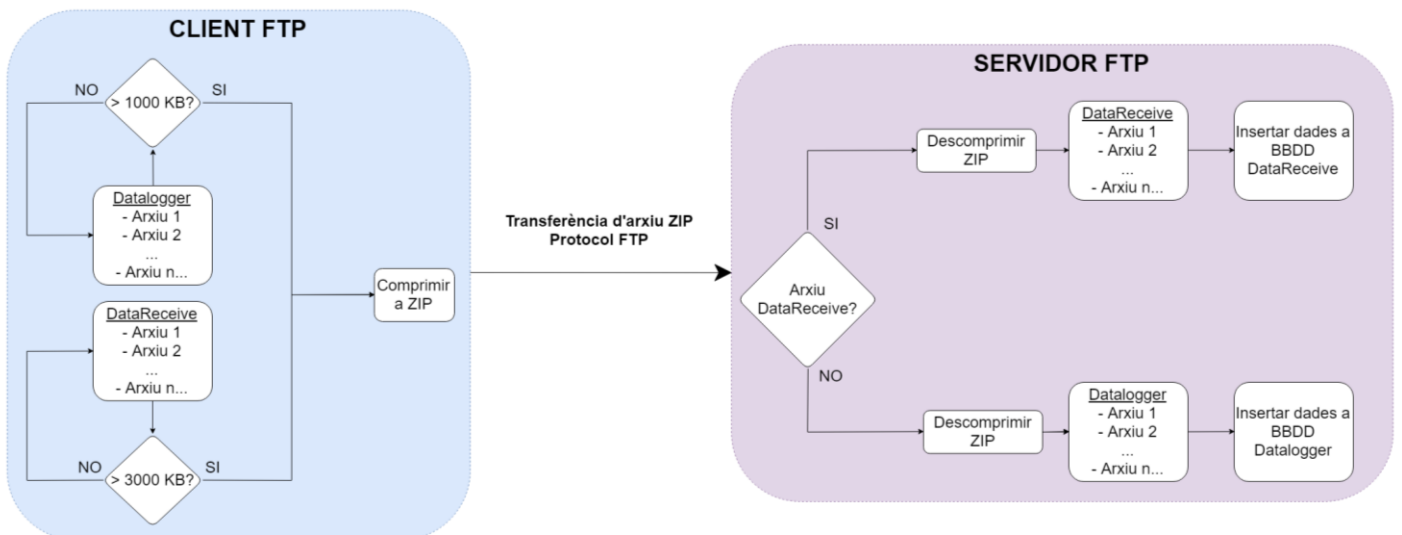 CLIENT FTP
NO
> 1000 KB?
SI
Datalogger
- Arxiu 1
- Arxiu 2
...
- Arxiu n...
DataReceive
- Arxiu 1
- Arxiu 2
...
- Arxiu n...
NO
> 3000 KB?
SI
Comprimir
a ZIP
Transferència d'arxiu ZIP
Protocol FTP
SERVIDOR FTP
Arxiu
DataReceive?
SI
Descomprimir
ZIP
DataReceive
- Arxiu 1
- Arxiu 2
...
- Arxiu n...
Insertar dades a
BBDD
DataReceive
NO
Descomprimir
ZIP
Datalogger
- Arxiu 1
- Arxiu 2
...
- Arxiu n...
Insertar dades a
BBDD
Datalogger